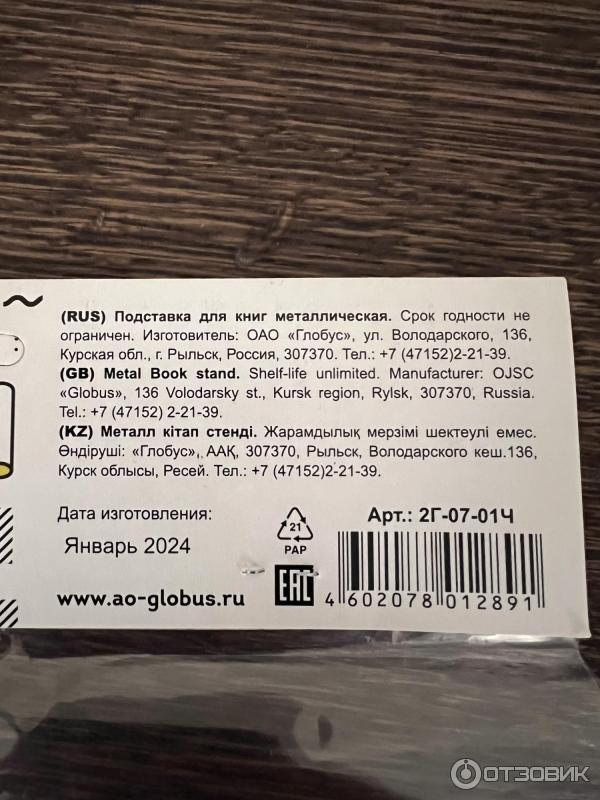 (RUS) Подставка для книг металлическая. Срок годности не
ограничен. Изготовитель: ОАО «Глобус», ул. Володарского, 136,
Курская обл., г. Рыльск, Россия, 307370. Тел.: +7 (47152)2-21-39.
(GB) Metal Book stand. Shelf-life unlimited. Manufacturer: OJSC
«Globus», 136 Volodarsky st., Kursk region, Rylsk, 307370, Russia.
Tel.: +7 (47152) 2-21-39.
(KZ) Металл кітап стенді. Жарамдылық мерзімі шектеулі емес.
Өндіруші: «Глобус», ААҚ, 307370, Рыльск, Володарского кеш.136,
Курск облысы, Ресей. Тел.: +7 (47152)2-21-39.
Дата изготовления:
Январь 2024
www.ao-globus.ru
21
PAP
EAC
Арт.: 2Г-07-01Ч
4 602078 012891
ОТЗОВИК